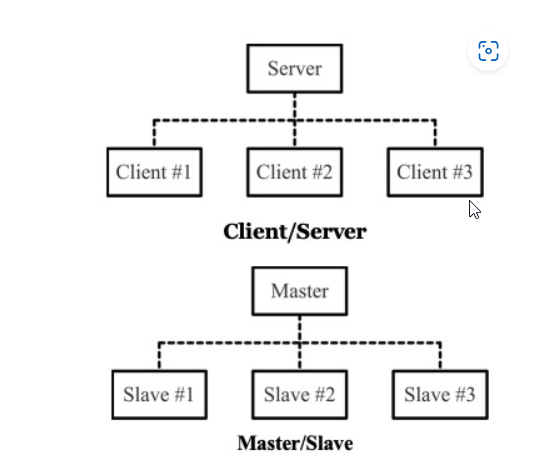 Server
Client #1 Client #2 Client #3
Client/Server
Master
Slave #1 Slave #2 Slave #3
Master/Slave